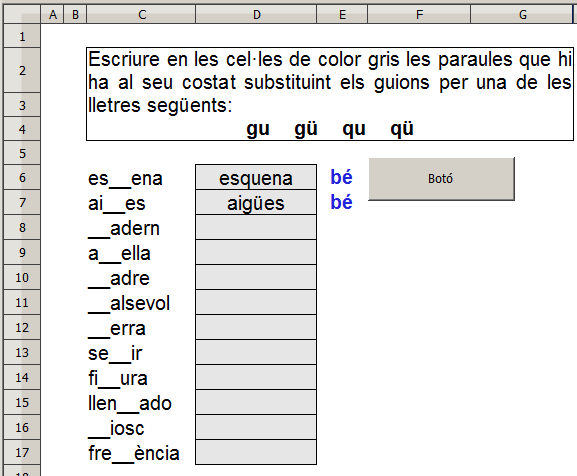 A B C D E F G
1
2
3
4
5
6
7
8
9
10
11
12
13
14
15
16
17
Escriure en les cel·les de color gris les paraules que hi
ha al seu costat substituint els guions per una de les
lletres següents:
gu gü qu qü
es__ena esquena bé Botó
ai__es aigües bé
__adern
a__ella
__adre
__alsevol
__erra
se__ir
fi__ura
llen__ado
__iosc
fre__ència